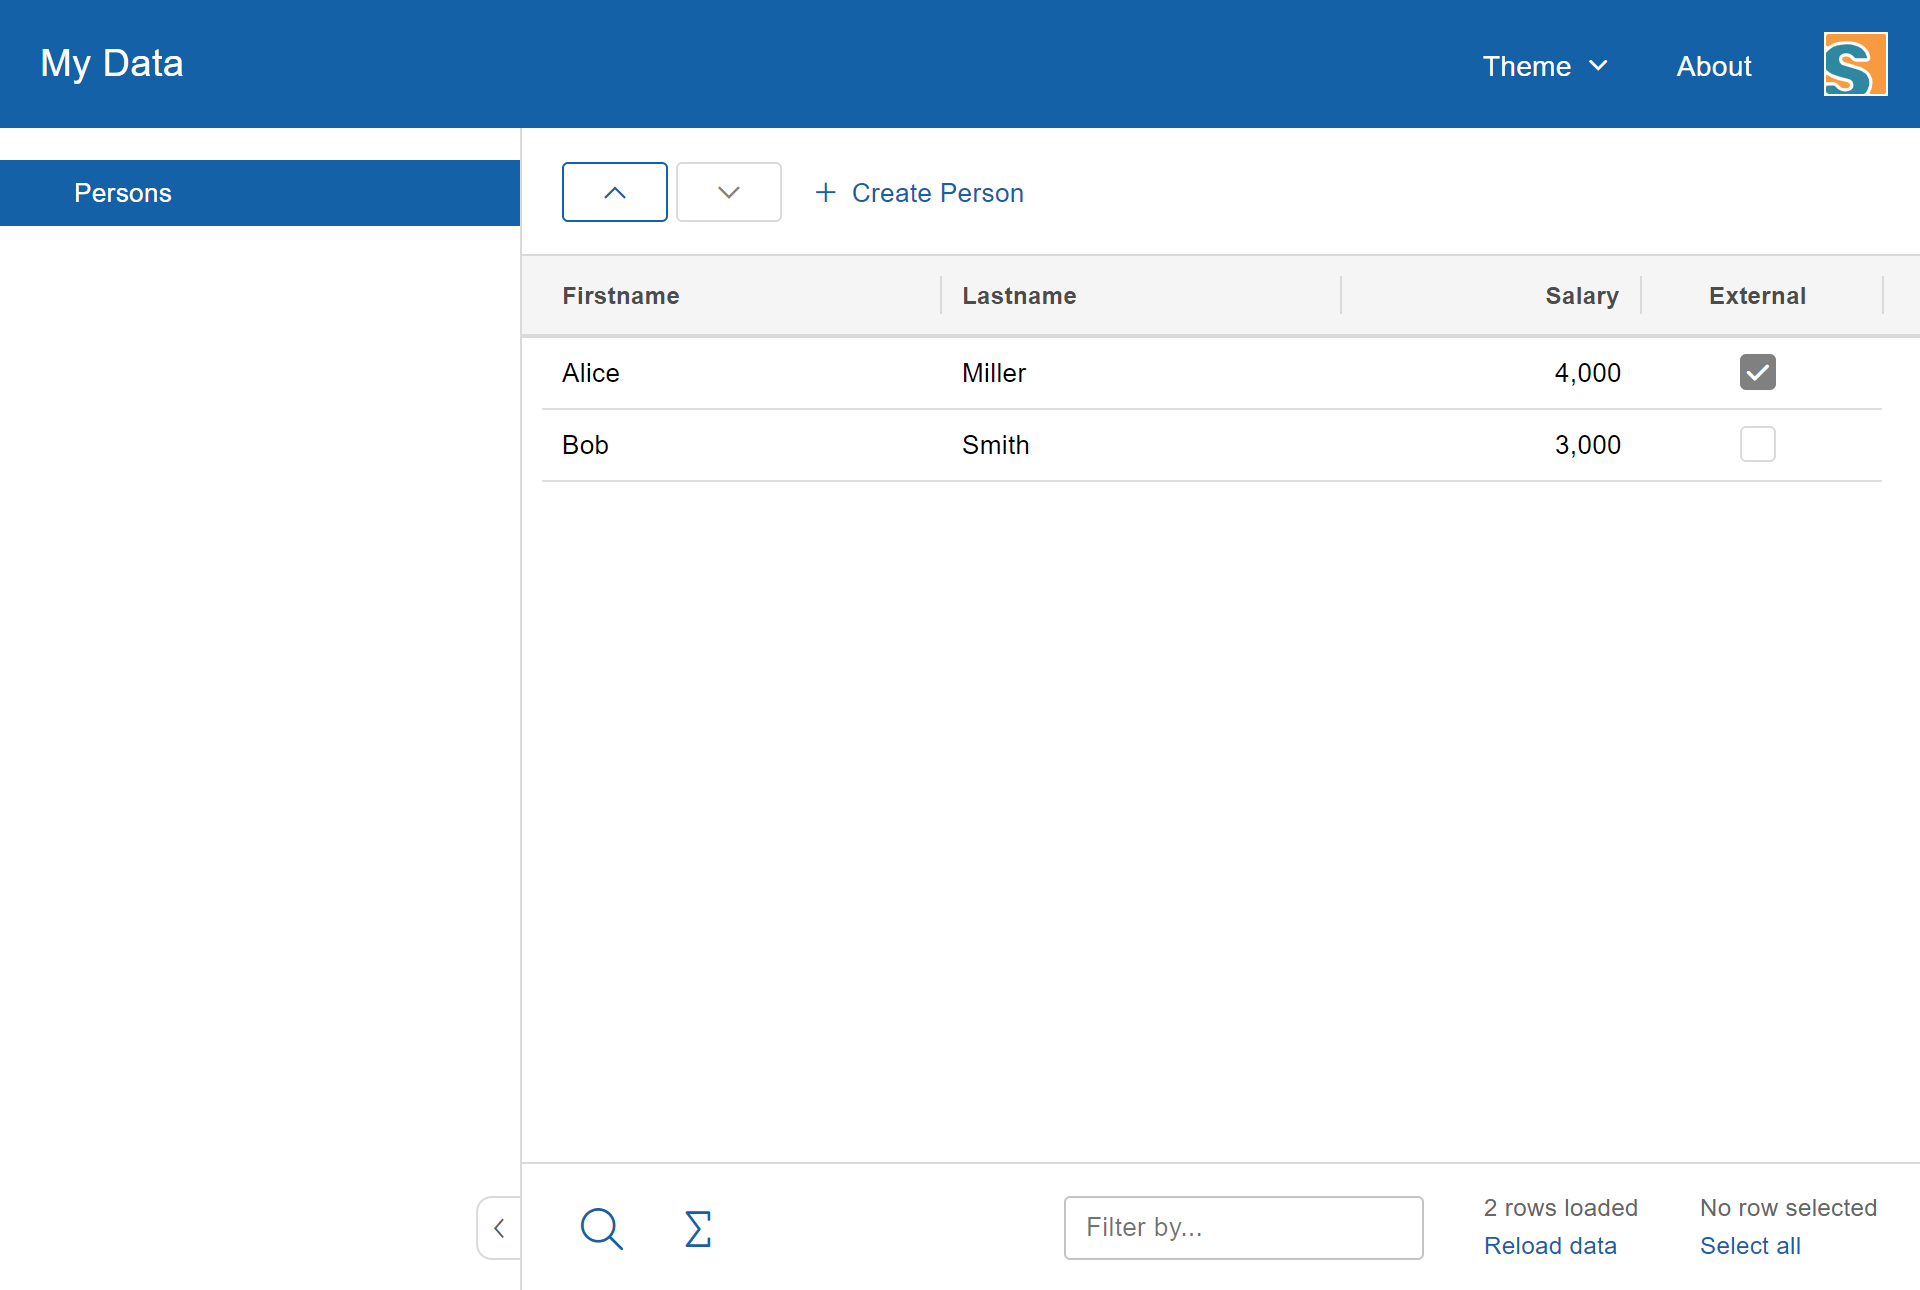 My Data
Theme
About
Persons
Create Person
Firstname Lastname Salary External
Alice Miller 4,000
Bob Smith 3,000
Filter by...
2 rows loaded
Reload data
No row selected
Select all